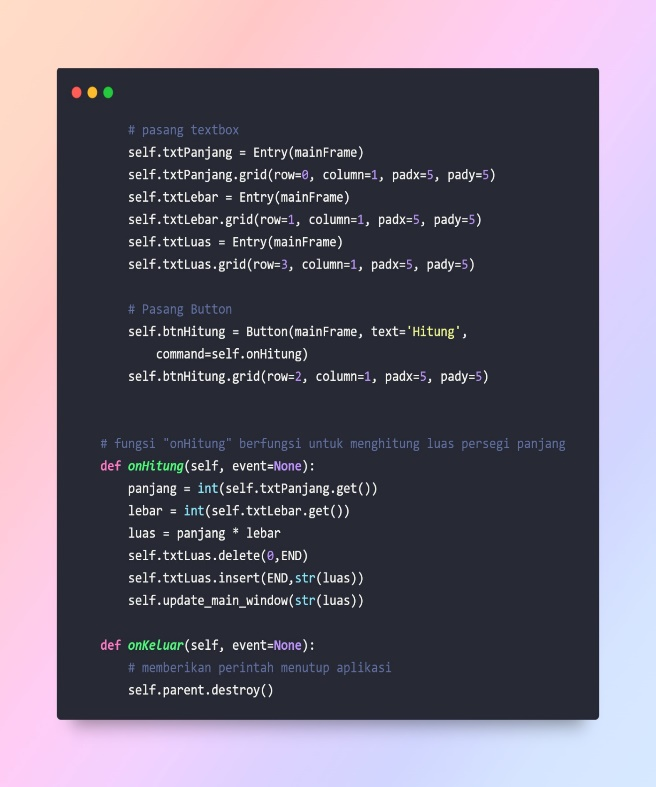 # pasang textbox
self.txtPanjang = Entry(mainFrame)
self.txtPanjang.grid(row=0, column=1, padx=5, pady=5)
self.txtLebar = Entry(mainFrame)
self.txtLebar.grid(row=1, column=1, padx=5, pady=5)
self.txtLuas = Entry(mainFrame)
self.txtLuas.grid(row=3, column=1, padx=5, pady=5)
# Pasang Button
self.btnHitung = Button(mainFrame, text='Hitung',
command=self.onHitung)
self.btnHitung.grid(row=2, column=1, padx=5, pady=5)
# fungsi "onHitung" berfungsi untuk menghitung luas persegi panjang
def onHitung(self, event=None):
panjang = int(self.txtPanjang.get())
lebar = int(self.txtLebar.get())
luas = panjang * lebar
self.txtLuas.delete(0,END)
self.txtLuas.insert(END,str(luas))
self.update_main_window(str(luas))
def onKeluar(self, event=None):
# memberikan perintah menutup aplikasi
self.parent.destroy()